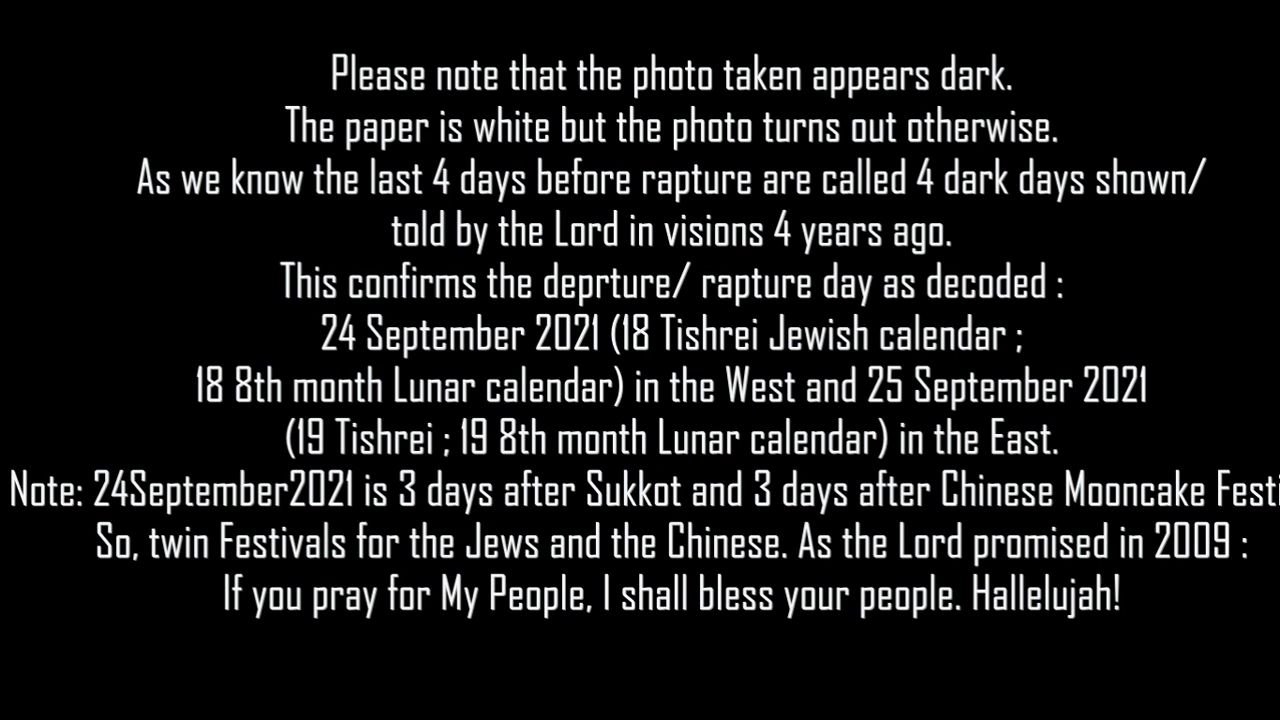 Please note that the photo taken appears dark.
The paper is white but the photo turns out otherwise.
As we know the last 4 days before rapture are called 4 dark days shown/
told by the Lord in visions 4 years ago.
This confirms the deprture/ rapture day as decoded :
24 September 2021 (18 Tishrei Jewish calendar ;
18 8th month Lunar calendar) in the West and 25 September 2021
(19 Tishrei ; 19 8th month Lunar calendar) in the East.
Note: 24September2021 is 3 days after Sukkot and 3 days after Chinese Mooncake Festi
So, twin Festivals for the Jews and the Chinese. As the Lord promised in 2009 :
If you pray for My People, I shall bless your people. Hallelujah!